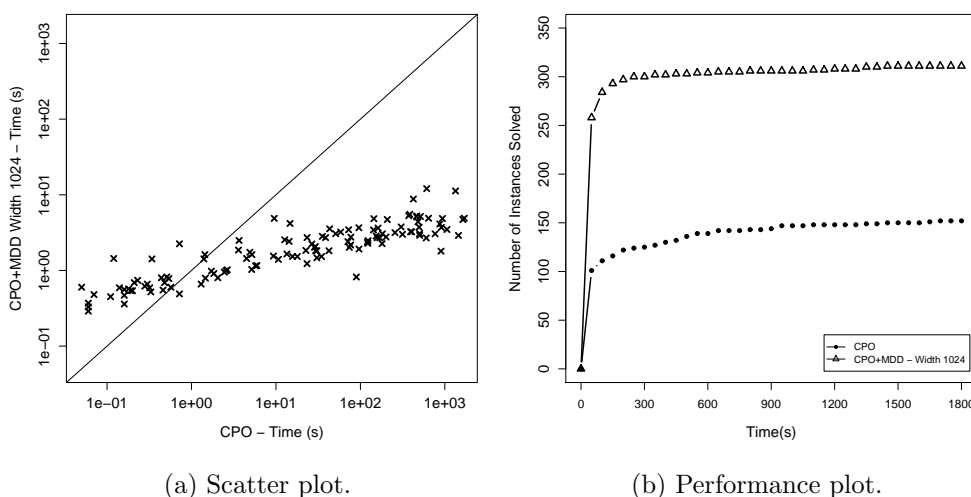 CPO+MDD Width 1024 – Time (s)
1e+03
1e+02
1e+01
1e+00
1e−01
1e−01 1e+00 1e+01 1e+02 1e+03
CPO – Time (s)
(a) Scatter plot.
Number of Instances Solved
350
300
250
200
150
100
50
0
CPO
CPO+MDD – Width 1024
0 300 600 900 1200 1500 1800
Time(s)
(b) Performance plot.